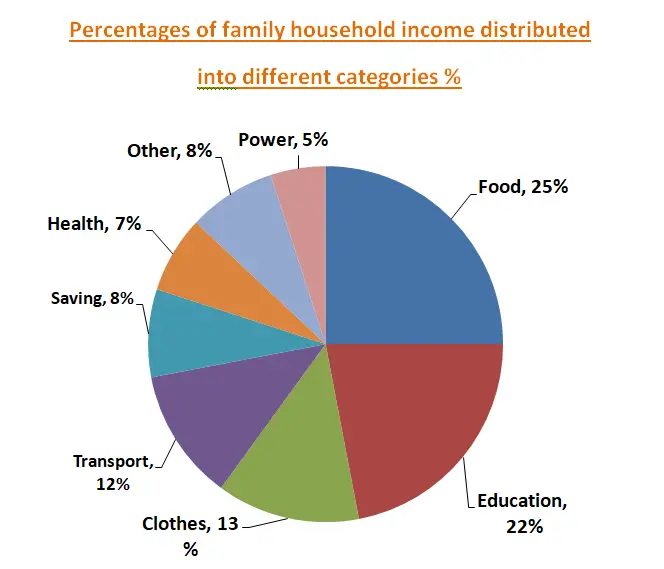 Percentages of family household income distributed
into different categories %
Power, 5%
Other, 8%
Food, 25%
Health, 7%
Saving, 8%
Transport,
12%
Education,
22%
Clothes, 13
%